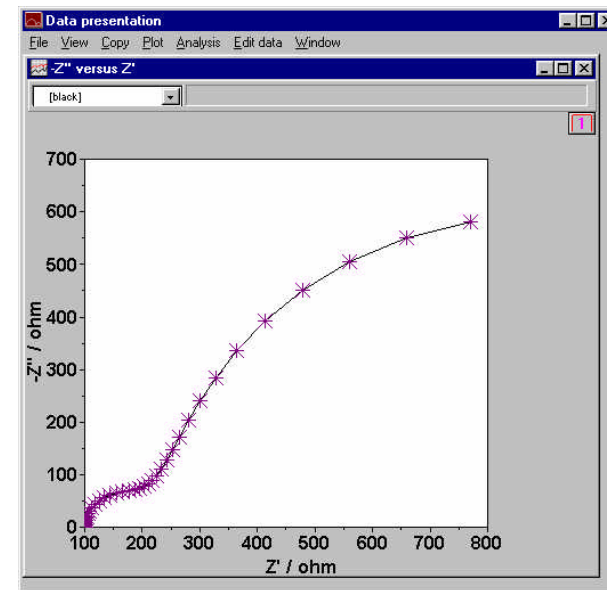 Data presentation
File View Copy Plot Analysis Edit data Window
-Z'' versus Z'
[black]
1
700
600
500
400
300
200
100
0
-Z'' / ohm
100 200 300 400 500 600 700 800
Z' / ohm